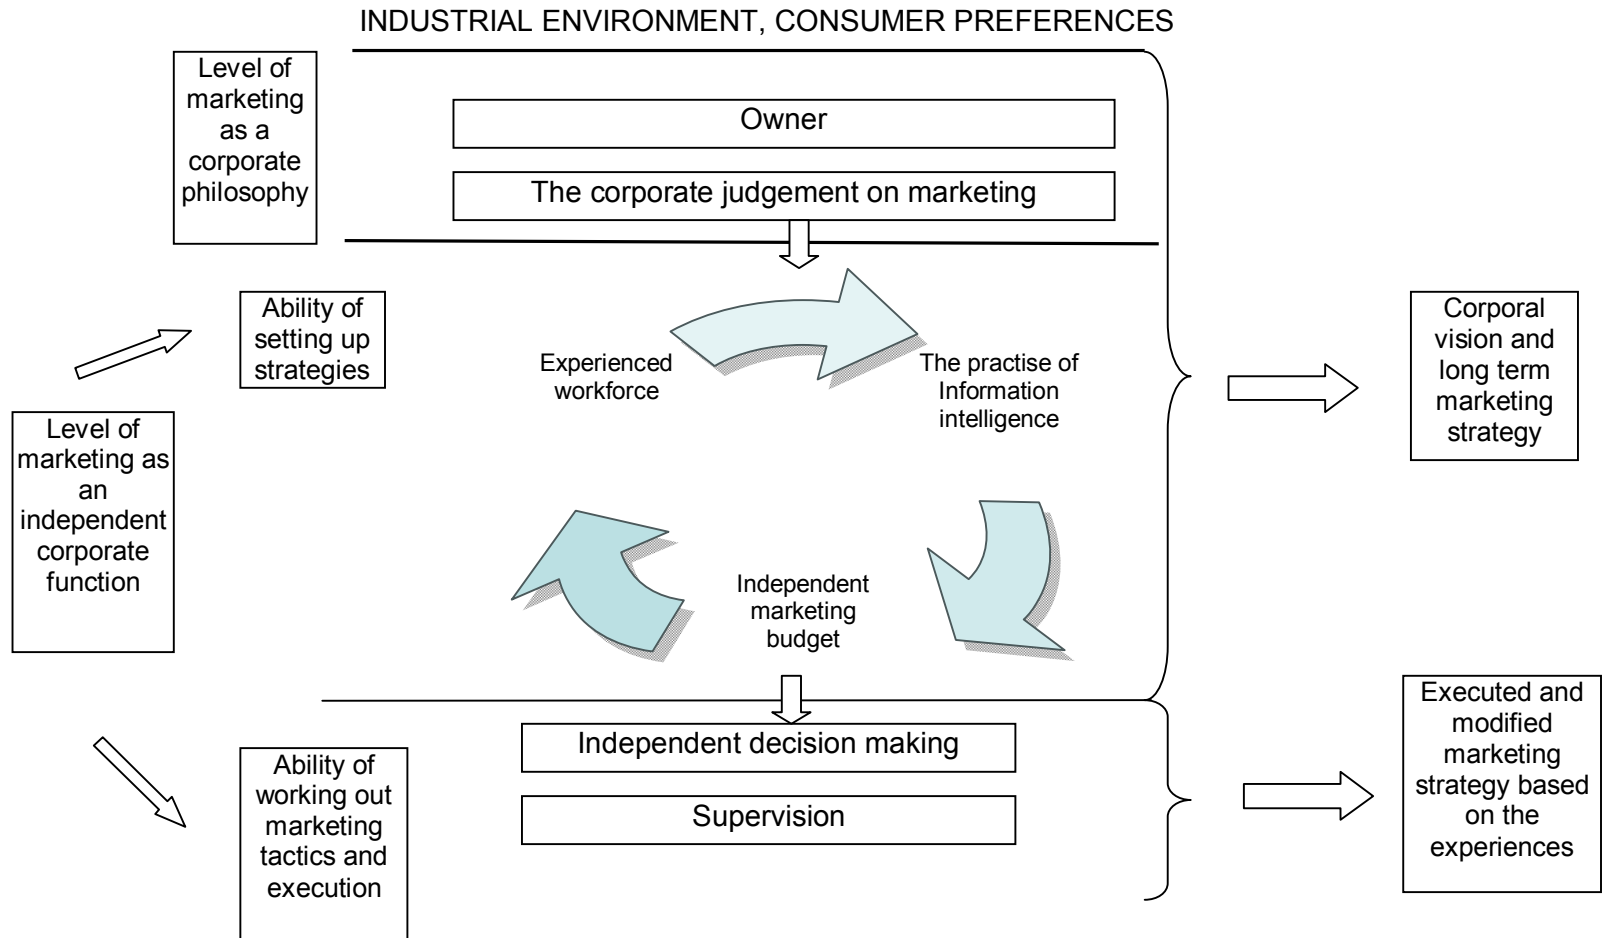 INDUSTRIAL ENVIRONMENT, CONSUMER PREFERENCES
Level of
marketing
as a
corporate
philosophy
Owner
The corporate judgement on marketing
Ability of
setting up
strategies
Experienced
workforce
The practise of
Information
intelligence
Corporal
vision and
long term
marketing
strategy
Level of
marketing as
an
independent
corporate
function
Independent
marketing
budget
Independent decision making
Supervision
Ability of
working out
marketing
tactics and
execution
Executed and
modified
marketing
strategy based
on the
experiences